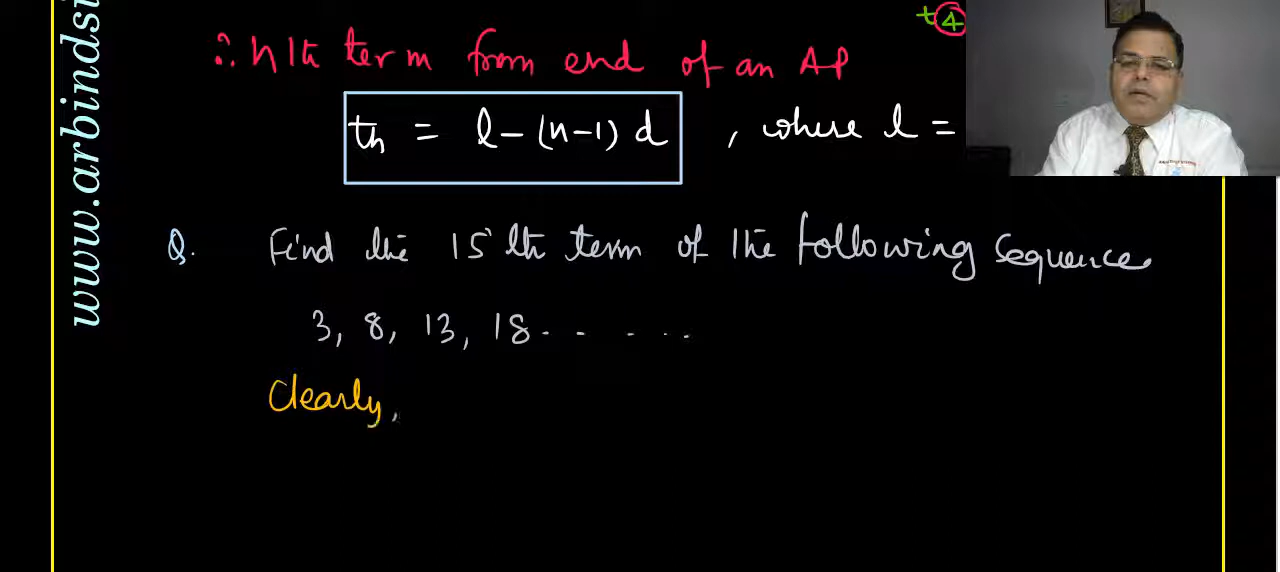 t④
∴ nth term from end of an AP
tn = l - (n-1) d , where l =
Q. Find the 15th term of the following sequence
3, 8, 13, 18 - - - - -
Clearly,
www.arbindsi